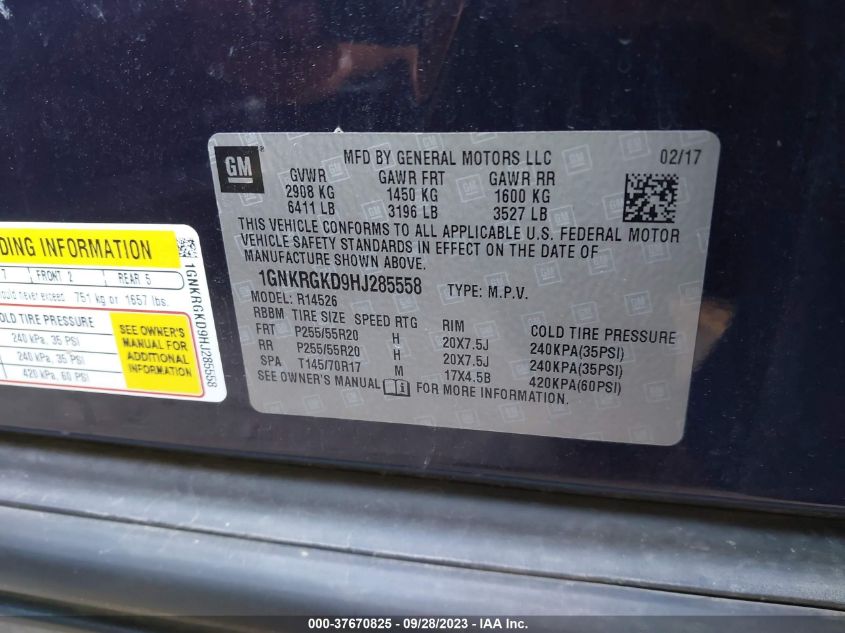 GM
MFD BY GENERAL MOTORS LLC 02/17
GVWR GAWR FRT GAWR RR
2908 KG 1450 KG 1600 KG
6411 LB 3196 LB 3527 LB
THIS VEHICLE CONFORMS TO ALL APPLICABLE U.S. FEDERAL MOTOR
VEHICLE SAFETY STANDARDS IN EFFECT ON THE DATE OF
MANUFACTURE SHOWN ABOVE.
1GNKRGKD9HJ285558 TYPE: M.P.V.
MODEL: R14526
RBBM TIRE SIZE SPEED RTG RIM COLD TIRE PRESSURE
FRT P255/55R20 H 20X7.5J 240KPA(35PSI)
RR P255/55R20 H 20X7.5J 240KPA(35PSI)
SPA T145/70R17 M 17X4.5B 420KPA(60PSI)
SEE OWNER'S MANUAL FOR MORE INFORMATION.
DING INFORMATION
7 FRONT 2 REAR 5
ould never exceed 751 kg or 1657 lbs.
COLD TIRE PRESSURE
240 kPa, 35 PSI
240 kPa, 35 PSI
420 kPa, 60 PSI
SEE OWNER'S
MANUAL FOR
ADDITIONAL
INFORMATION
1GNKRGKD9HJ285558
000-37670825 - 09/28/2023 - IAA Inc.